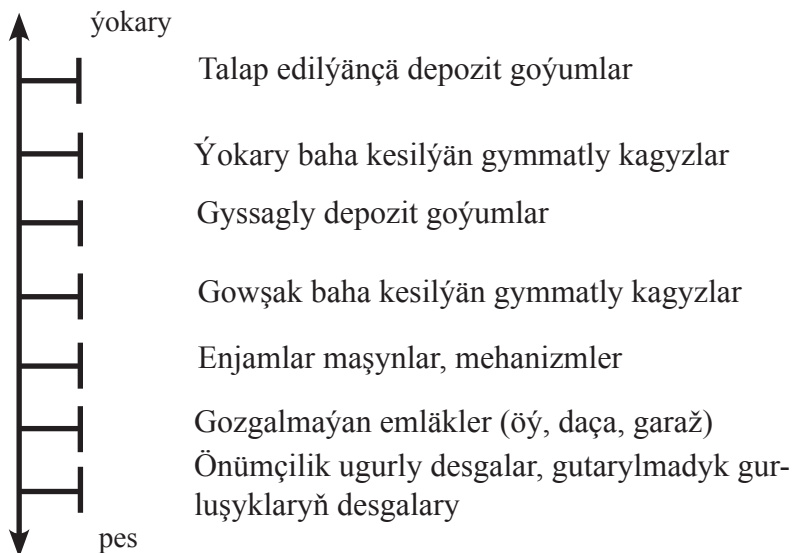 ýokary
Talap edilýänçä depozit goýumlar
Ýokary baha kesilýän gymmatly kagyzlar
Gyssagly depozit goýumlar
Gowşak baha kesilýän gymmatly kagyzlar
Enjamlar maşynlar, mehanizmler
Gozgalmaýan emläkler (öý, daça, garaž)
Önümçilik ugurly desgalar, gutarylmadyk gur-
luşyklaryň desgalary
pes